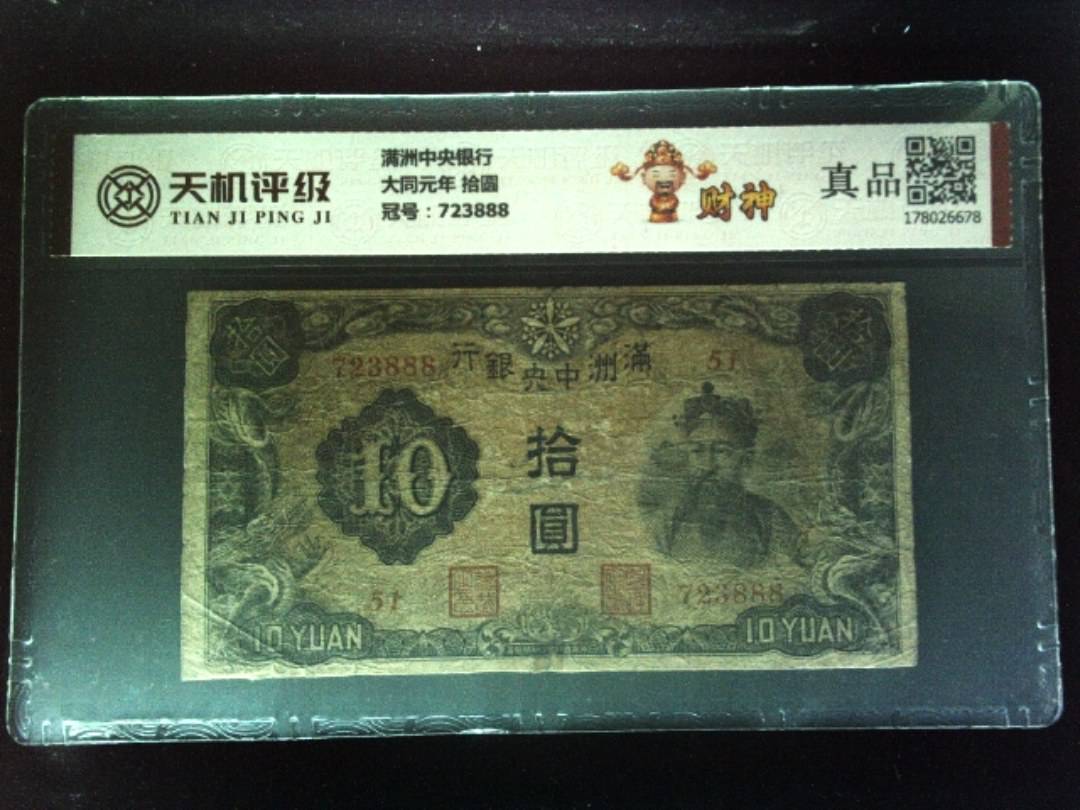 天机评级
TIAN JI PING JI
满洲中央银行
大同元年 拾圆
冠号：723888
财神
真品
178026678
723888
行銀央中洲滿
51
10
拾
圓
51
723888
10 YUAN
10 YUAN